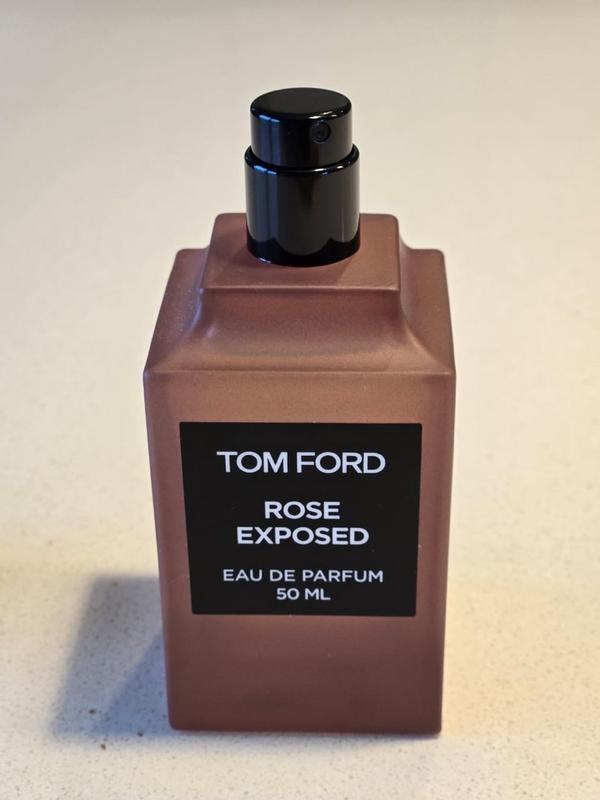 TOM FORD
ROSE
EXPOSED
EAU DE PARFUM
50 ML